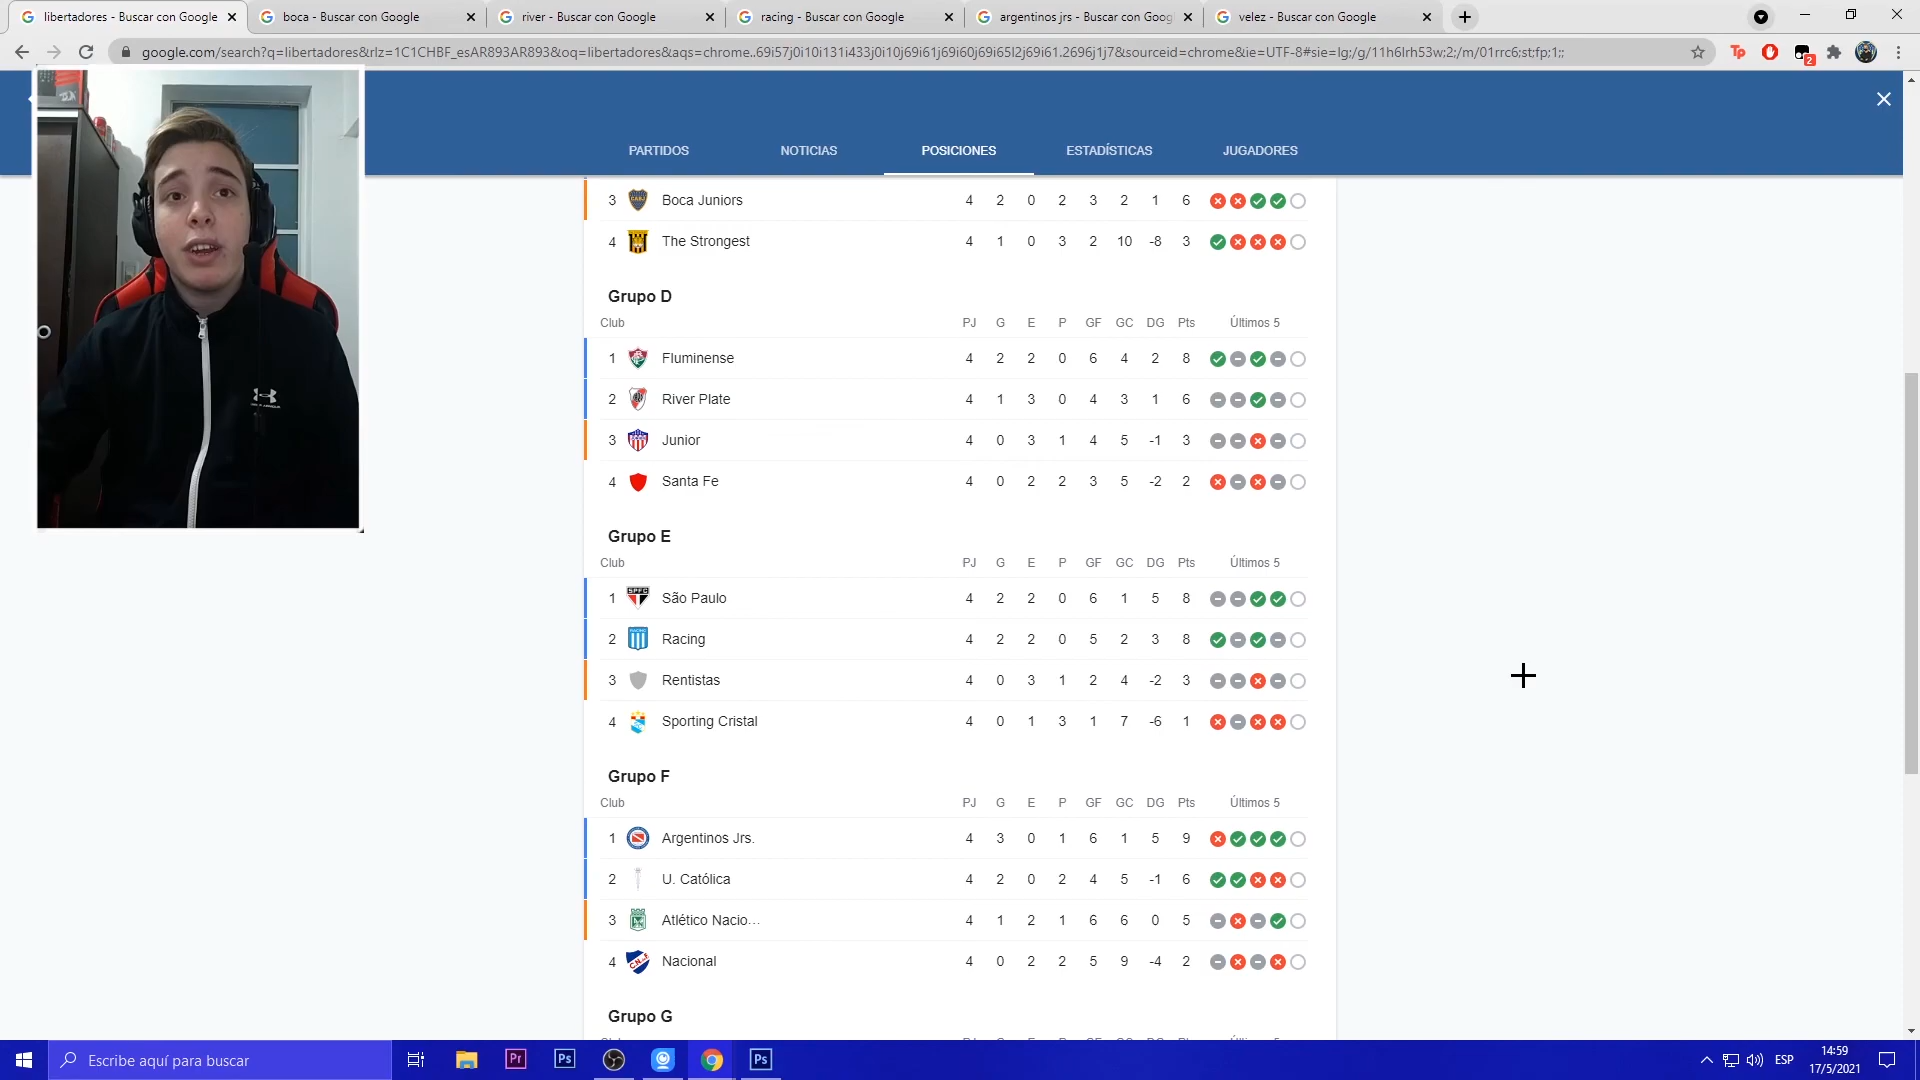 libertadores - Buscar con Google
boca - Buscar con Google
river - Buscar con Google
racing - Buscar con Google
argentinos jrs - Buscar con Goog
velez - Buscar con Google
google.com/search?q=libertadores&rlz=1C1CHBF_esAR893AR893&oq=libertadores&aqs=chrome..69i57j0i10i131i433j0i10j69i61j69i60j69i65l2j69i61.2696j1j7&sourceid=chrome&ie=UTF-8#sie=lg;/g/11h6lrh53w;2;/m/01rrc6;st;fp;1;;
Tp
2
PARTIDOS NOTICIAS POSICIONES ESTADÍSTICAS JUGADORES
3 Boca Juniors 4 2 0 2 3 2 1 6
4 The Strongest 4 1 0 3 2 10 -8 3
Grupo D
Club PJ G E P GF GC DG Pts Últimos 5
1 Fluminense 4 2 2 0 6 4 2 8
2 River Plate 4 1 3 0 4 3 1 6
3 Junior 4 0 3 1 4 5 -1 3
4 Santa Fe 4 0 2 2 3 5 -2 2
Grupo E
Club PJ G E P GF GC DG Pts Últimos 5
1 São Paulo 4 2 2 0 6 1 5 8
2 Racing 4 2 2 0 5 2 3 8
3 Rentistas 4 0 3 1 2 4 -2 3
4 Sporting Cristal 4 0 1 3 1 7 -6 1
Grupo F
Club PJ G E P GF GC DG Pts Últimos 5
1 Argentinos Jrs. 4 3 0 1 6 1 5 9
2 U. Católica 4 2 0 2 4 5 -1 6
3 Atlético Nacio... 4 1 2 1 6 6 0 5
4 Nacional 4 0 2 2 5 9 -4 2
Grupo G
Escribe aquí para buscar
Pr
Ps
Ps
ESP
14:59
17/5/2021